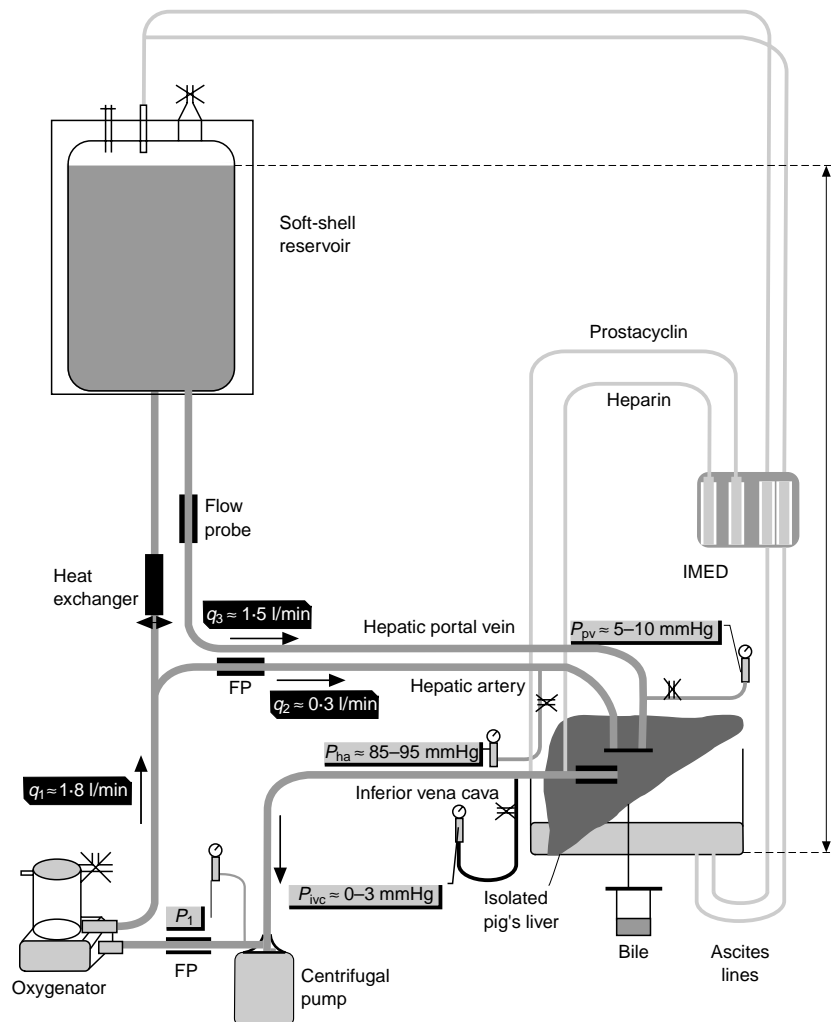 Soft-shell
reservoir
Prostacyclin
Heparin
Flow
probe
IMED
Heat
exchanger
q₃ ≈ 1·5 l/min
Hepatic portal vein
Pₚᵥ ≈ 5–10 mmHg
FP
Hepatic artery
q₂ ≈ 0·3 l/min
Pₕₐ ≈ 85–95 mmHg
q₁ ≈ 1·8 l/min
Inferior vena cava
P_ivc ≈ 0–3 mmHg
Isolated
pig's liver
P₁
FP
Bile
Ascites
lines
Oxygenator
Centrifugal
pump